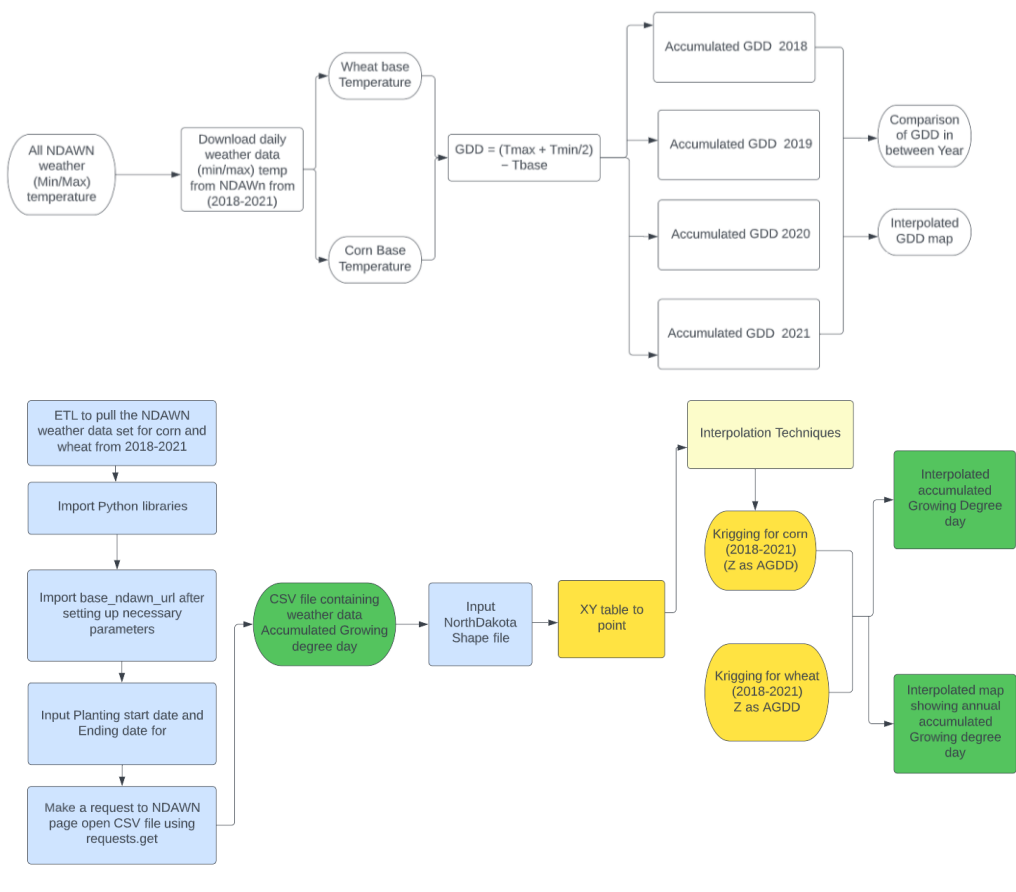 All NDAWN
weather
(Min/Max)
temperature
Download daily
weather data
(min/max) temp
from NDAWn from
(2018-2021)
Wheat base
Temperature
Corn Base
Temperature
GDD = (Tmax + Tmin/2)
– Tbase
Accumulated GDD 2018
Accumulated GDD 2019
Accumulated GDD 2020
Accumulated GDD 2021
Comparison
of GDD in
between Year
Interpolated
GDD map
ETL to pull the NDAWN
weather data set for corn and
wheat from 2018-2021
Import Python libraries
Import base_ndawn_url after
setting up necessary
parameters
Input Planting start date and
Ending date for
Make a request to NDAWN
page open CSV file using
requests.get
CSV file containing
weather data
Accumulated Growing
degree day
Input
NorthDakota
Shape file
XY table to
point
Interpolation Techniques
Krigging for corn
(2018-2021)
(Z as AGDD)
Krigging for wheat
(2018-2021)
Z as AGDD
Interpolated
accumulated
Growing Degree
day
Interpolated map
showing annual
accumulated
Growing degree
day